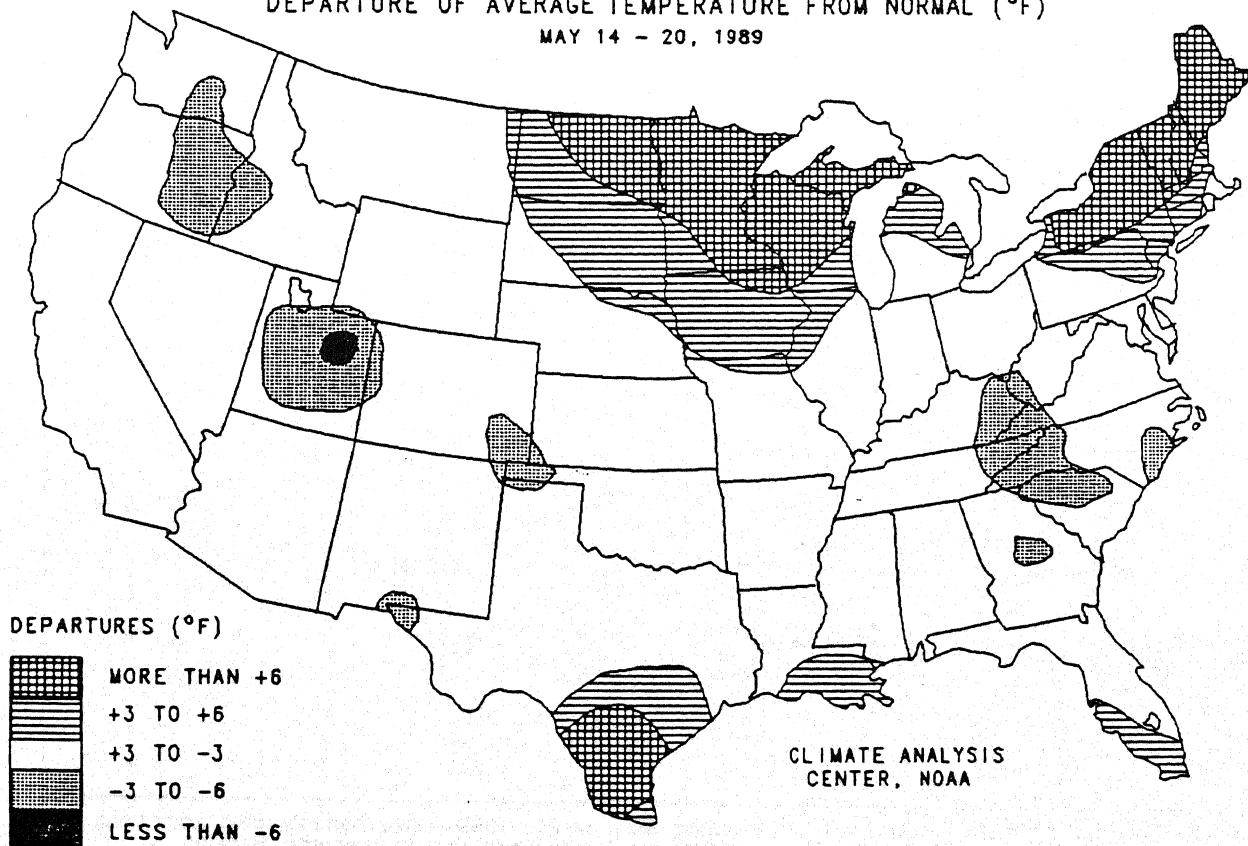 DEPARTURE OF AVERAGE TEMPERATURE FROM NORMAL (°F)
MAY 14 - 20, 1989
DEPARTURES (°F)
MORE THAN +6
+3 TO +6
+3 TO -3
-3 TO -6
LESS THAN -6
CLIMATE ANALYSIS
CENTER, NOAA